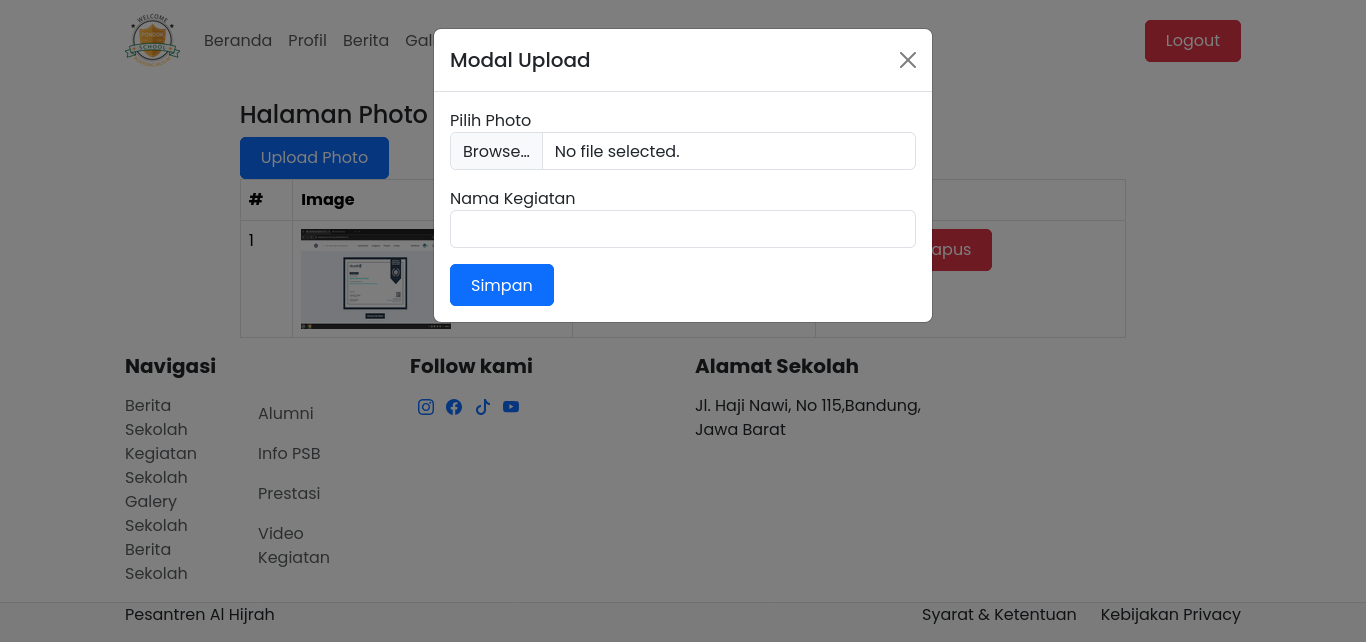 WELCOME
SCHOOL
Beranda Profil Berita Gal
Logout
Modal Upload
Halaman Photo
Upload Photo
Pilih Photo
Browse... No file selected.
Nama Kegiatan
Simpan
# Image
1
apus
Navigasi
Berita
Sekolah
Kegiatan
Sekolah
Galery
Sekolah
Berita
Sekolah
Alumni
Info PSB
Prestasi
Video
Kegiatan
Follow kami
Alamat Sekolah
Jl. Haji Nawi, No 115,Bandung,
Jawa Barat
Pesantren Al Hijrah
Syarat & Ketentuan Kebijakan Privacy